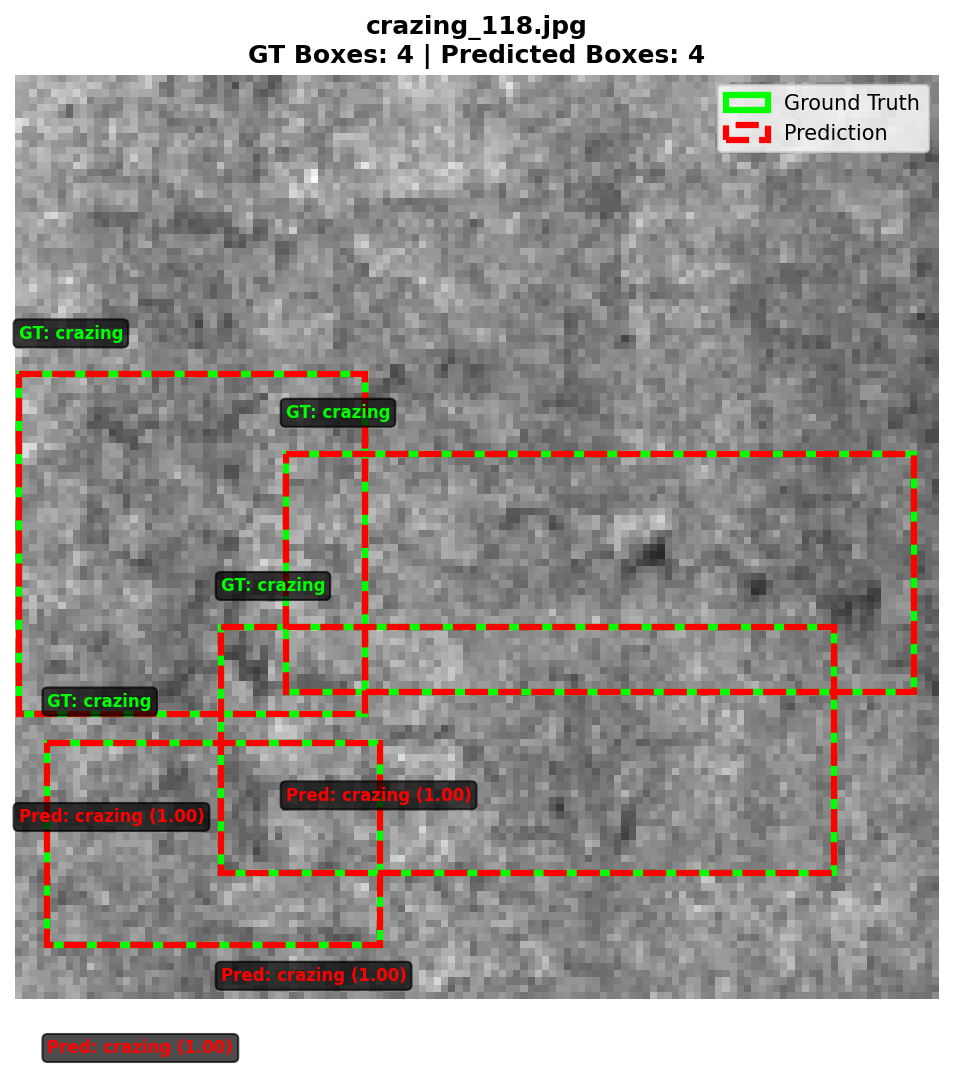 crazing_118.jpg
GT Boxes: 4 | Predicted Boxes: 4
Ground Truth
Prediction
GT: crazing
GT: crazing
GT: crazing
GT: crazing
Pred: crazing (1.00)
Pred: crazing (1.00)
Pred: crazing (1.00)
Pred: crazing (1.00)